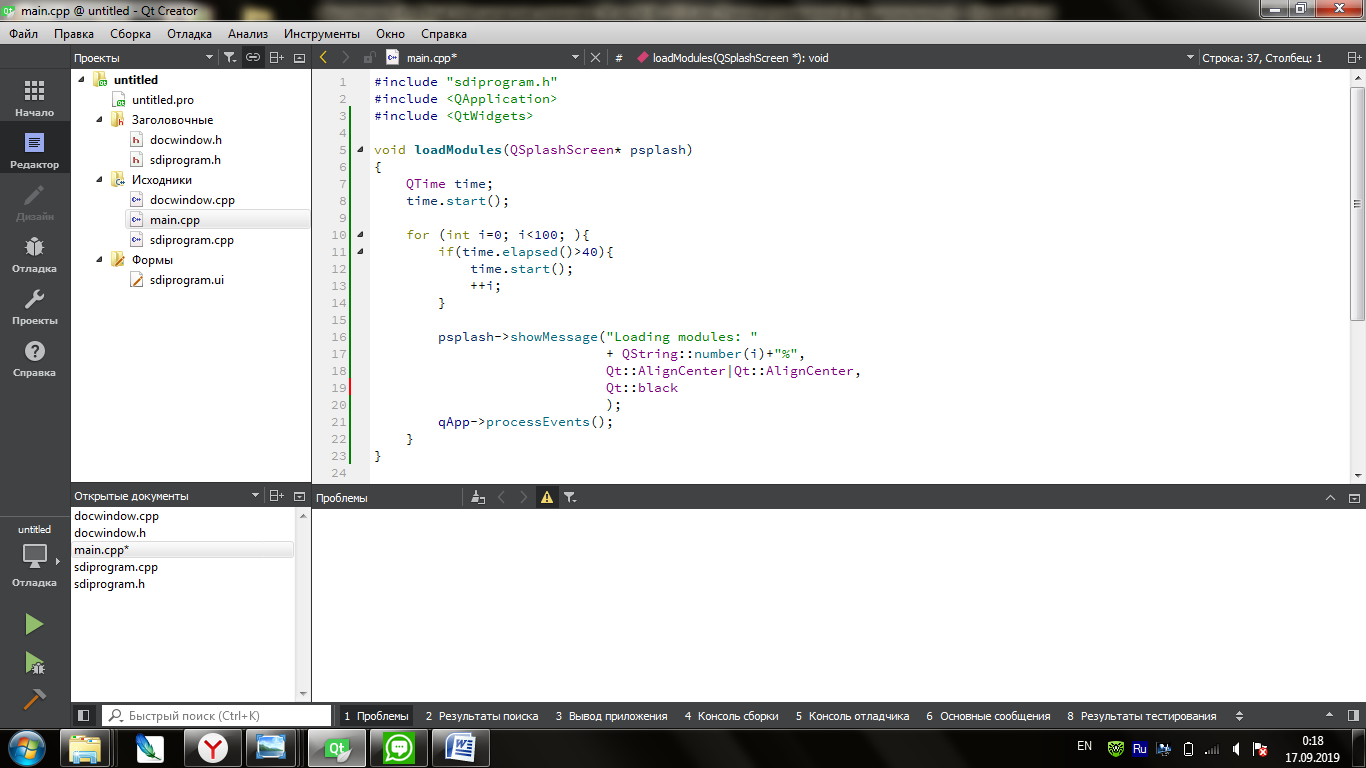 main.cpp @ untitled - Qt Creator
Файл Правка Сборка Отладка Анализ Инструменты Окно Справка
Проекты
main.cpp*
#
loadModules(QSplashScreen *): void
Строка: 37, Столбец: 1
Начало
Редактор
Дизайн
Отладка
Проекты
Справка
untitled
Отладка
untitled
untitled.pro
Заголовочные
docwindow.h
sdiprogram.h
Исходники
docwindow.cpp
main.cpp
sdiprogram.cpp
Формы
sdiprogram.ui
Открытые документы
docwindow.cpp
docwindow.h
main.cpp*
sdiprogram.cpp
sdiprogram.h
1 #include "sdiprogram.h"
2 #include <QApplication>
3 #include <QtWidgets>
4
5 void loadModules(QSplashScreen* psplash)
6 {
7 QTime time;
8 time.start();
9
10 for (int i=0; i<100; ){
11 if(time.elapsed()>40){
12 time.start();
13 ++i;
14 }
15
16 psplash->showMessage("Loading modules: "
17 + QString::number(i)+"%",
18 Qt::AlignCenter|Qt::AlignCenter,
19 Qt::black
20 );
21 qApp->processEvents();
22 }
23 }
24
Проблемы
Быстрый поиск (Ctrl+K)
1 Проблемы 2 Результаты поиска 3 Вывод приложения 4 Консоль сборки 5 Консоль отладчика 6 Основные сообщения 8 Результаты тестирования
EN
Ru
0:18
17.09.2019